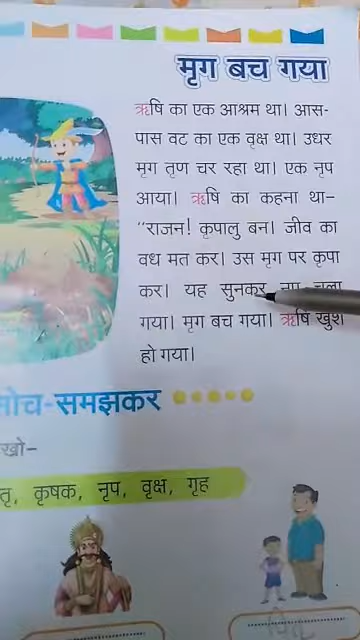 मृग बच गया
ऋषि का एक आश्रम था। आस-
पास वट का एक वृक्ष था। उधर
मृग तृण चर रहा था। एक नृप
आया। ऋषि का कहना था–
“राजन! कृपालु बन। जीव का
वध मत कर। उस मृग पर कृपा
कर। यह सुनकर चला
गया। मृग बच गया। ऋषि खुश
हो गया।
-समझकर
कृषक, नृप, वृक्ष, गृह